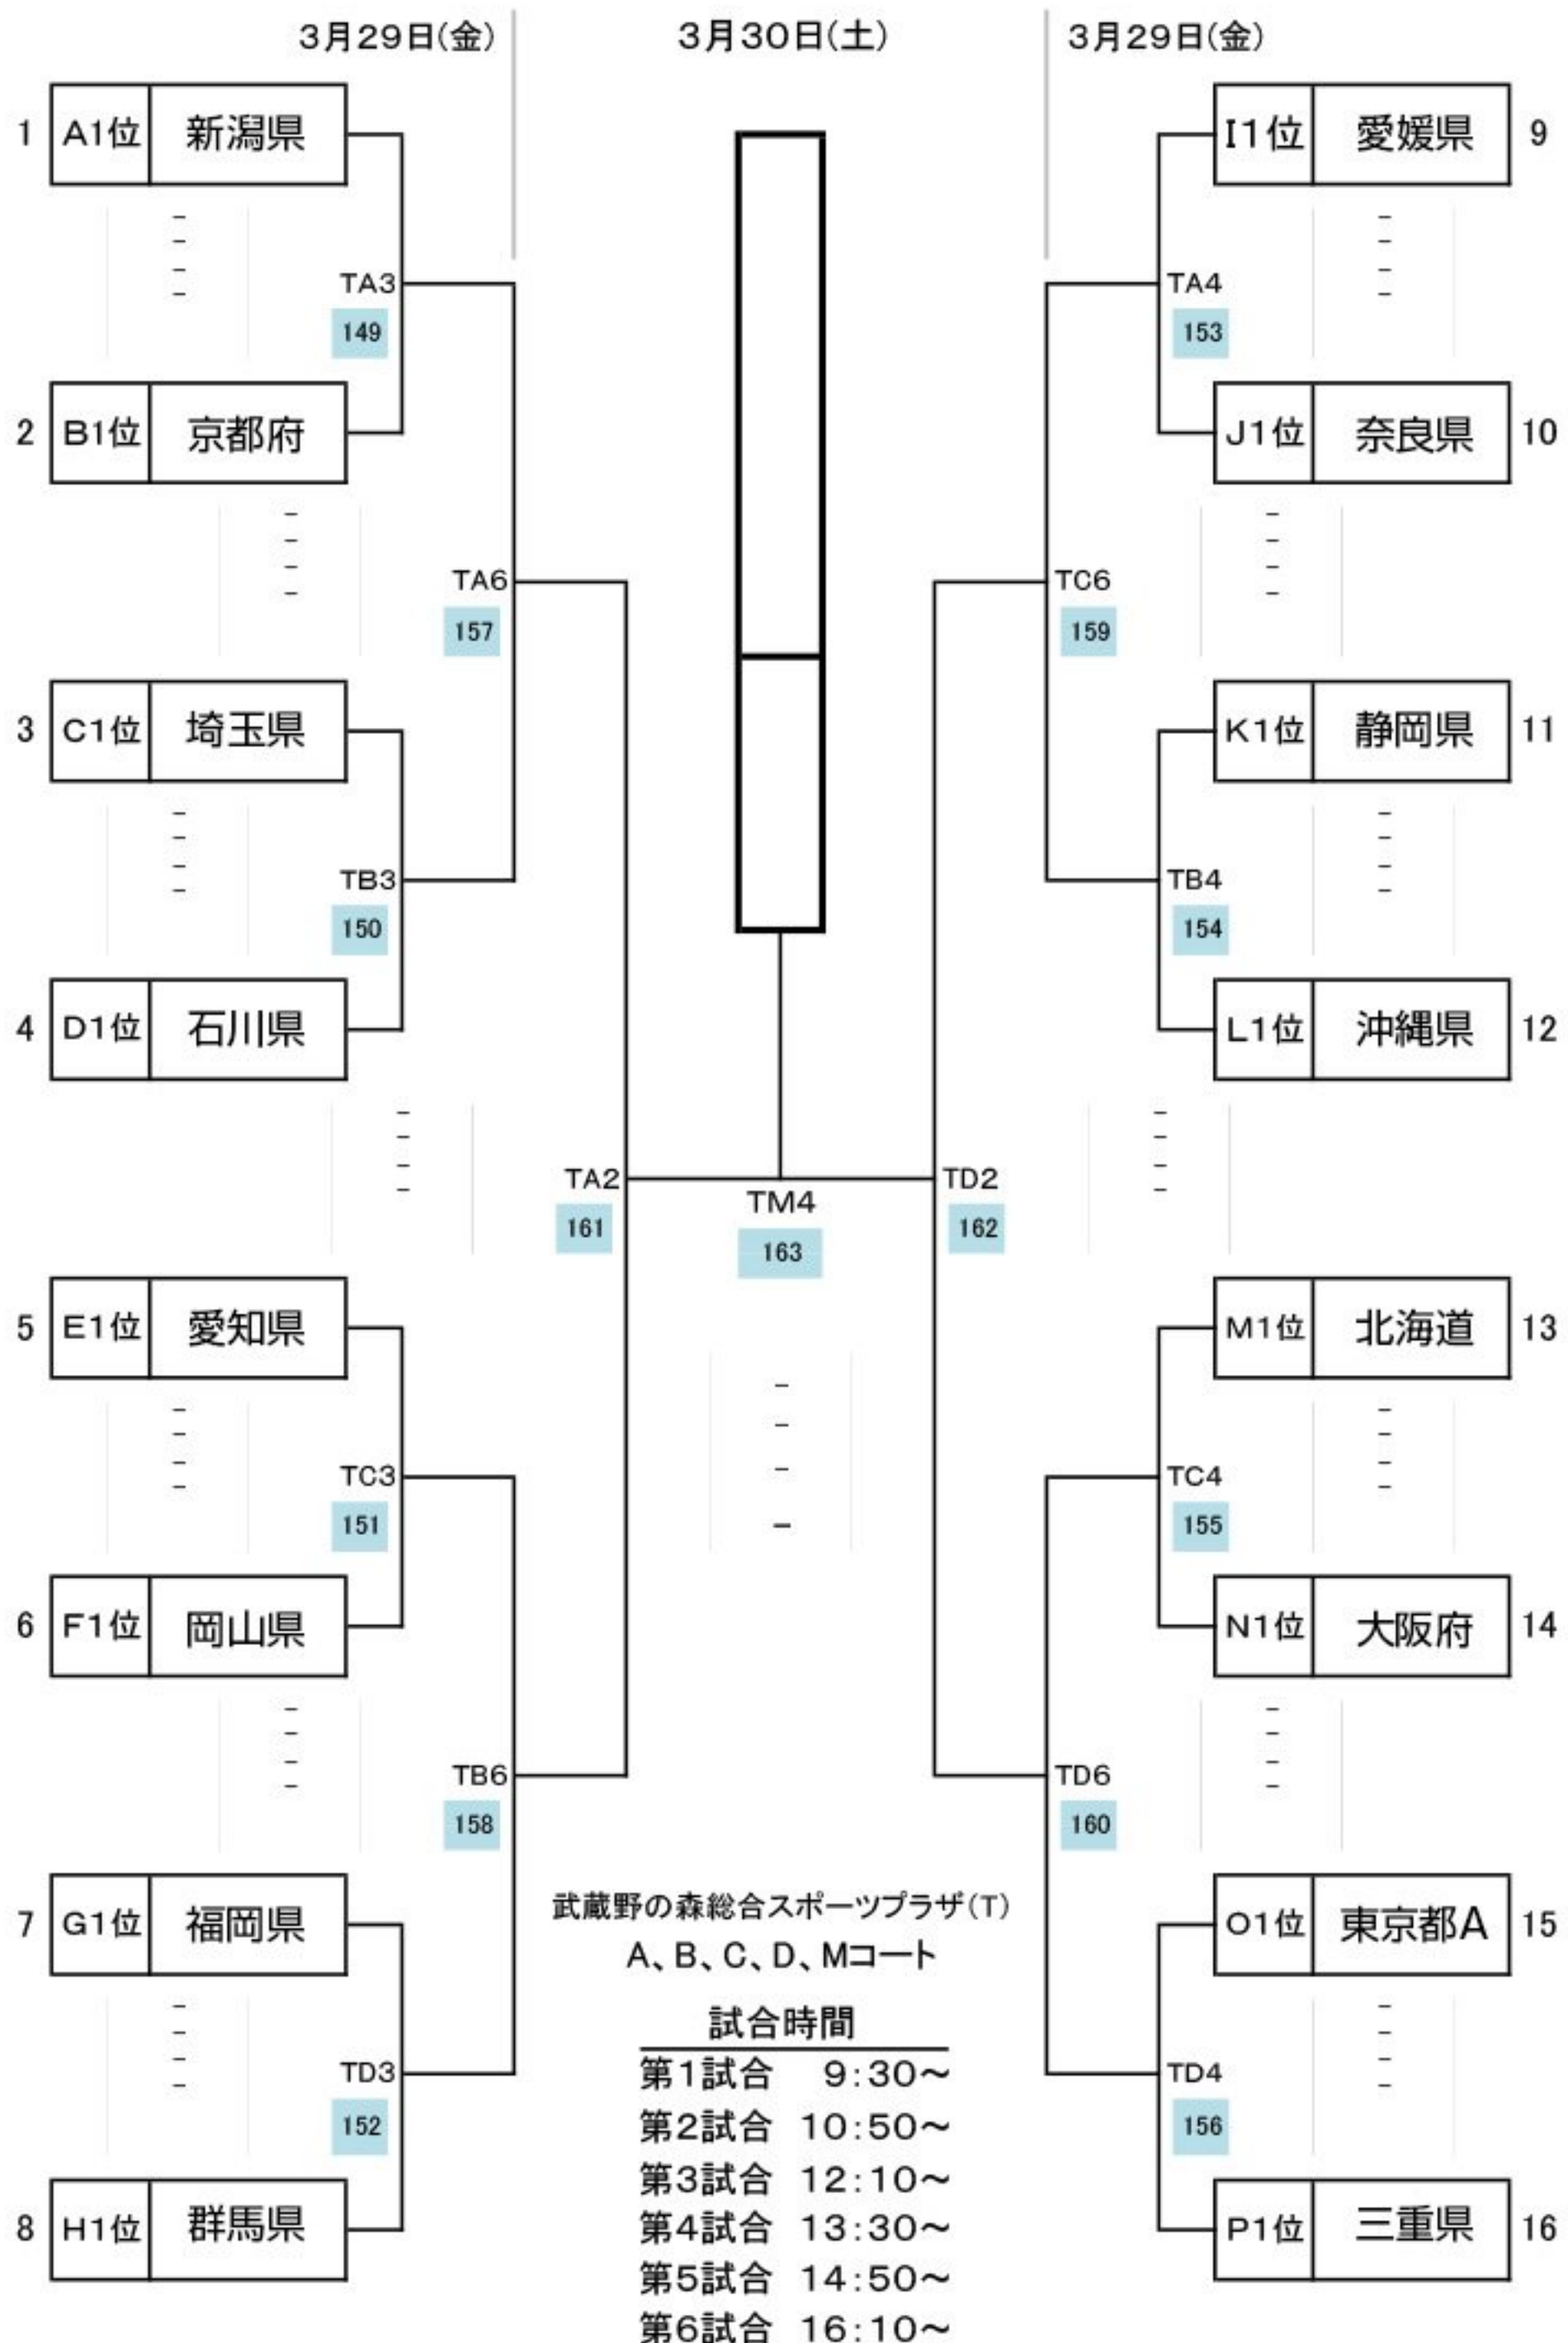 3月29日(金) 3月30日(土) 3月29日(金)
1 A1位 新潟県
TA3
149
2 B1位 京都府
TA6
157
3 C1位 埼玉県
TB3
150
4 D1位 石川県
TA2
161
5 E1位 愛知県
TC3
151
6 F1位 岡山県
TB6
158
7 G1位 福岡県
TD3
152
8 H1位 群馬県
TM4
163
I1位 愛媛県 9
TA4
153
J1位 奈良県 10
TC6
159
K1位 静岡県 11
TB4
154
L1位 沖縄県 12
TD2
162
M1位 北海道 13
TC4
155
N1位 大阪府 14
TD6
160
O1位 東京都A 15
TD4
156
P1位 三重県 16
武蔵野の森総合スポーツプラザ(T)
A、B、C、D、Mコート
試合時間
第1試合 9:30~
第2試合 10:50~
第3試合 12:10~
第4試合 13:30~
第5試合 14:50~
第6試合 16:10~